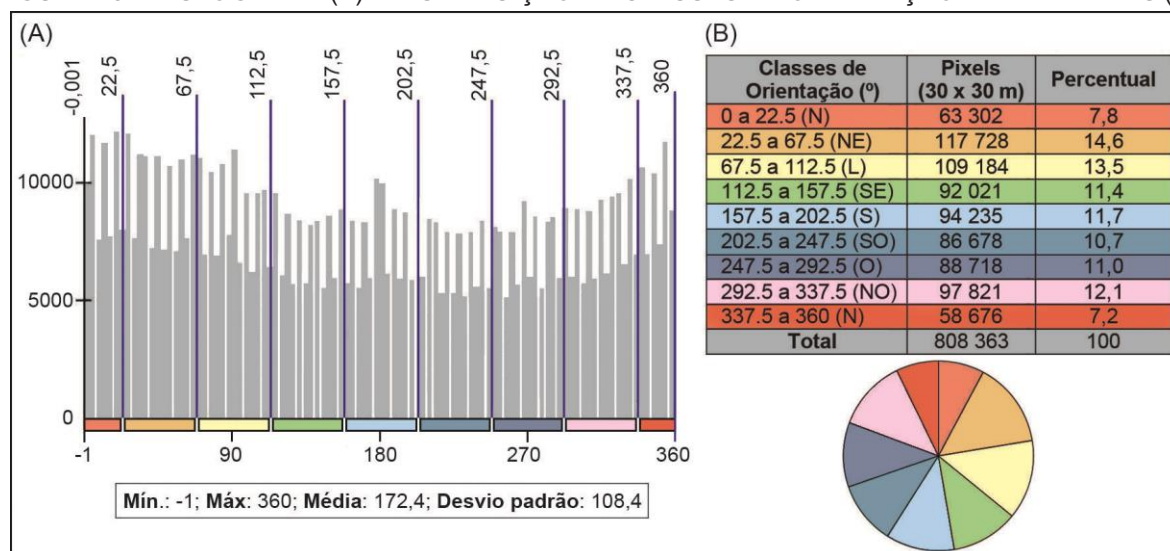 (A)
-0,001
22,5
67,5
112,5
157,5
202,5
247,5
292,5
337,5
360
10000
5000
0
-1
90
180
270
360
Mín.: -1; Máx: 360; Média: 172,4; Desvio padrão: 108,4
(B)
Classes de Orientação (º) Pixels (30 x 30 m) Percentual
0 a 22.5 (N) 63 302 7,8
22.5 a 67.5 (NE) 117 728 14,6
67.5 a 112.5 (L) 109 184 13,5
112.5 a 157.5 (SE) 92 021 11,4
157.5 a 202.5 (S) 94 235 11,7
202.5 a 247.5 (SO) 86 678 10,7
247.5 a 292.5 (O) 88 718 11,0
292.5 a 337.5 (NO) 97 821 12,1
337.5 a 360 (N) 58 676 7,2
Total 808 363 100